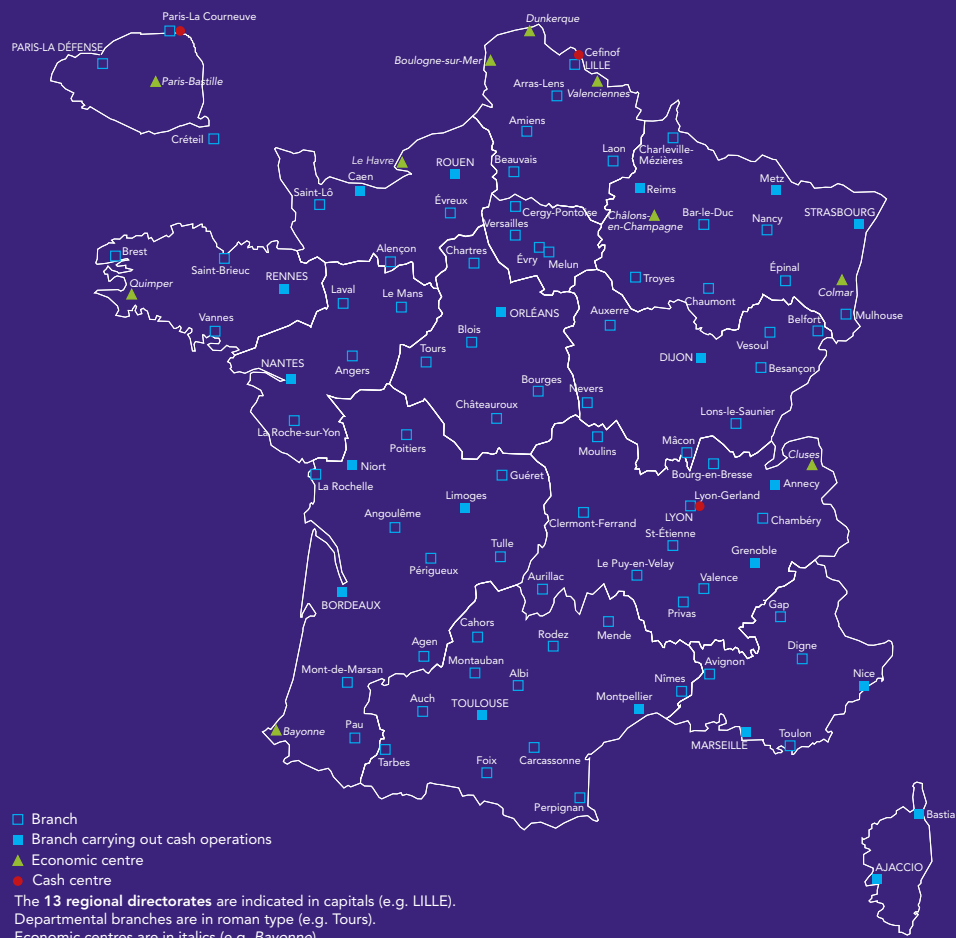 Paris-La Courneuve
PARIS-LA DÉFENSE
Paris-Bastille
Créteil
Dunkerque
Boulogne-sur-Mer
Cefinof
LILLE
Arras-Lens
Valenciennes
Amiens
Le Havre
ROUEN
Beauvais
Laon
Charleville-
Mézières
Caen
Saint-Lô
Évreux
Reims
Metz
Cergy-Pontoise
Versailles
Châlons-
en-Champagne
Bar-le-Duc
Nancy
STRASBOURG
Brest
Saint-Brieuc
Alençon
Chartres
Évry
Melun
Quimper
RENNES
Laval
Le Mans
Troyes
Chaumont
Épinal
Colmar
Vannes
ORLÉANS
Auxerre
Belfort
Mulhouse
Blois
Vesoul
NANTES
Angers
Tours
DIJON
Besançon
Bourges
Nevers
Châteauroux
Lons-le-Saunier
La Roche-sur-Yon
Poitiers
Moulins
Mâcon
Bourg-en-Bresse
Cluses
Niort
La Rochelle
Guéret
Annecy
Limoges
Lyon-Gerland
LYON
Angoulême
Clermont-Ferrand
Chambéry
St-Étienne
Tulle
Périgueux
Grenoble
Le Puy-en-Velay
Valence
Aurillac
BORDEAUX
Privas
Gap
Cahors
Mende
Rodez
Agen
Digne
Mont-de-Marsan
Montauban
Albi
Avignon
Nîmes
Nice
Auch
TOULOUSE
Montpellier
Bayonne
Pau
MARSEILLE
Toulon
Tarbes
Foix
Carcassonne
Perpignan
Bastia
AJACCIO
Branch
Branch carrying out cash operations
Economic centre
Cash centre
The 13 regional directorates are indicated in capitals (e.g. LILLE).
Departmental branches are in roman type (e.g. Tours).
Economic centres are in italics (e.g. Bayonne).